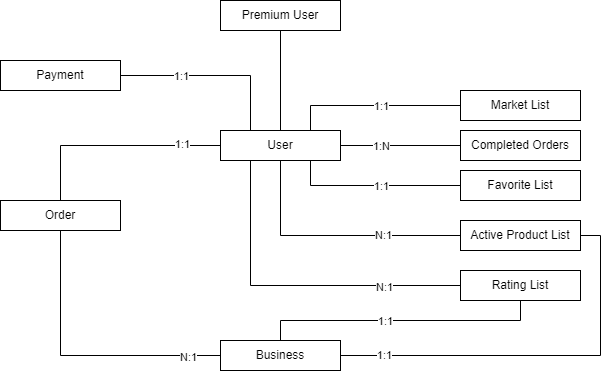 Premium User
Payment
1:1
1:1
Market List
1:1
User
1:N
Completed Orders
1:1
Favorite List
Order
N:1
Active Product List
N:1
Rating List
1:1
N:1
Business
1:1